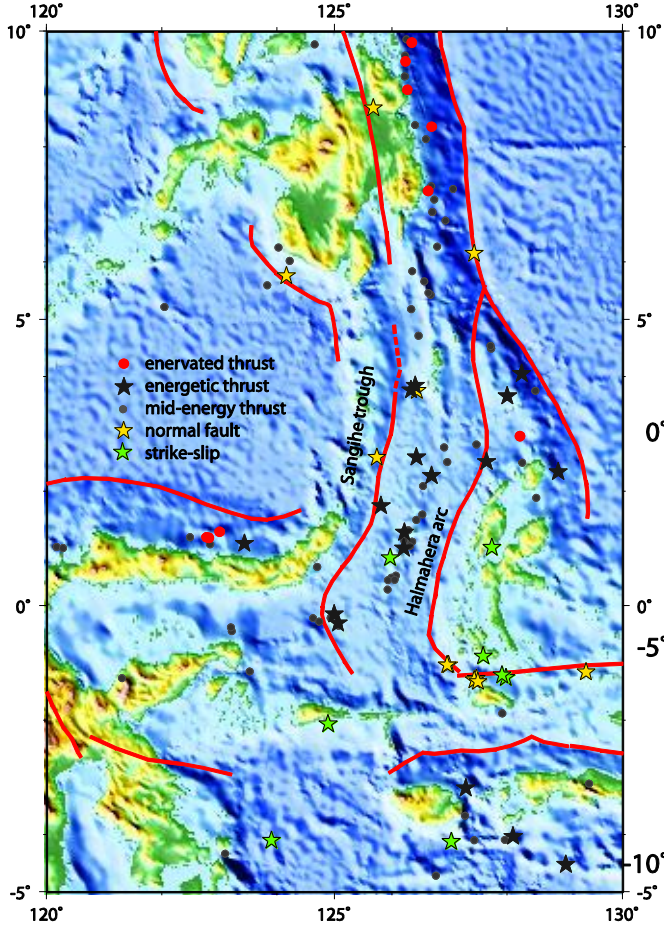 120˚ 125˚ 130˚
10˚ 10˚
5˚ 5˚
enervated thrust
energetic thrust
mid-energy thrust
normal fault
strike-slip
Sangihe trough
Halmahera arc
0˚
0˚ 0˚
-5˚
-10˚
-5˚ -5˚
120˚ 125˚ 130˚